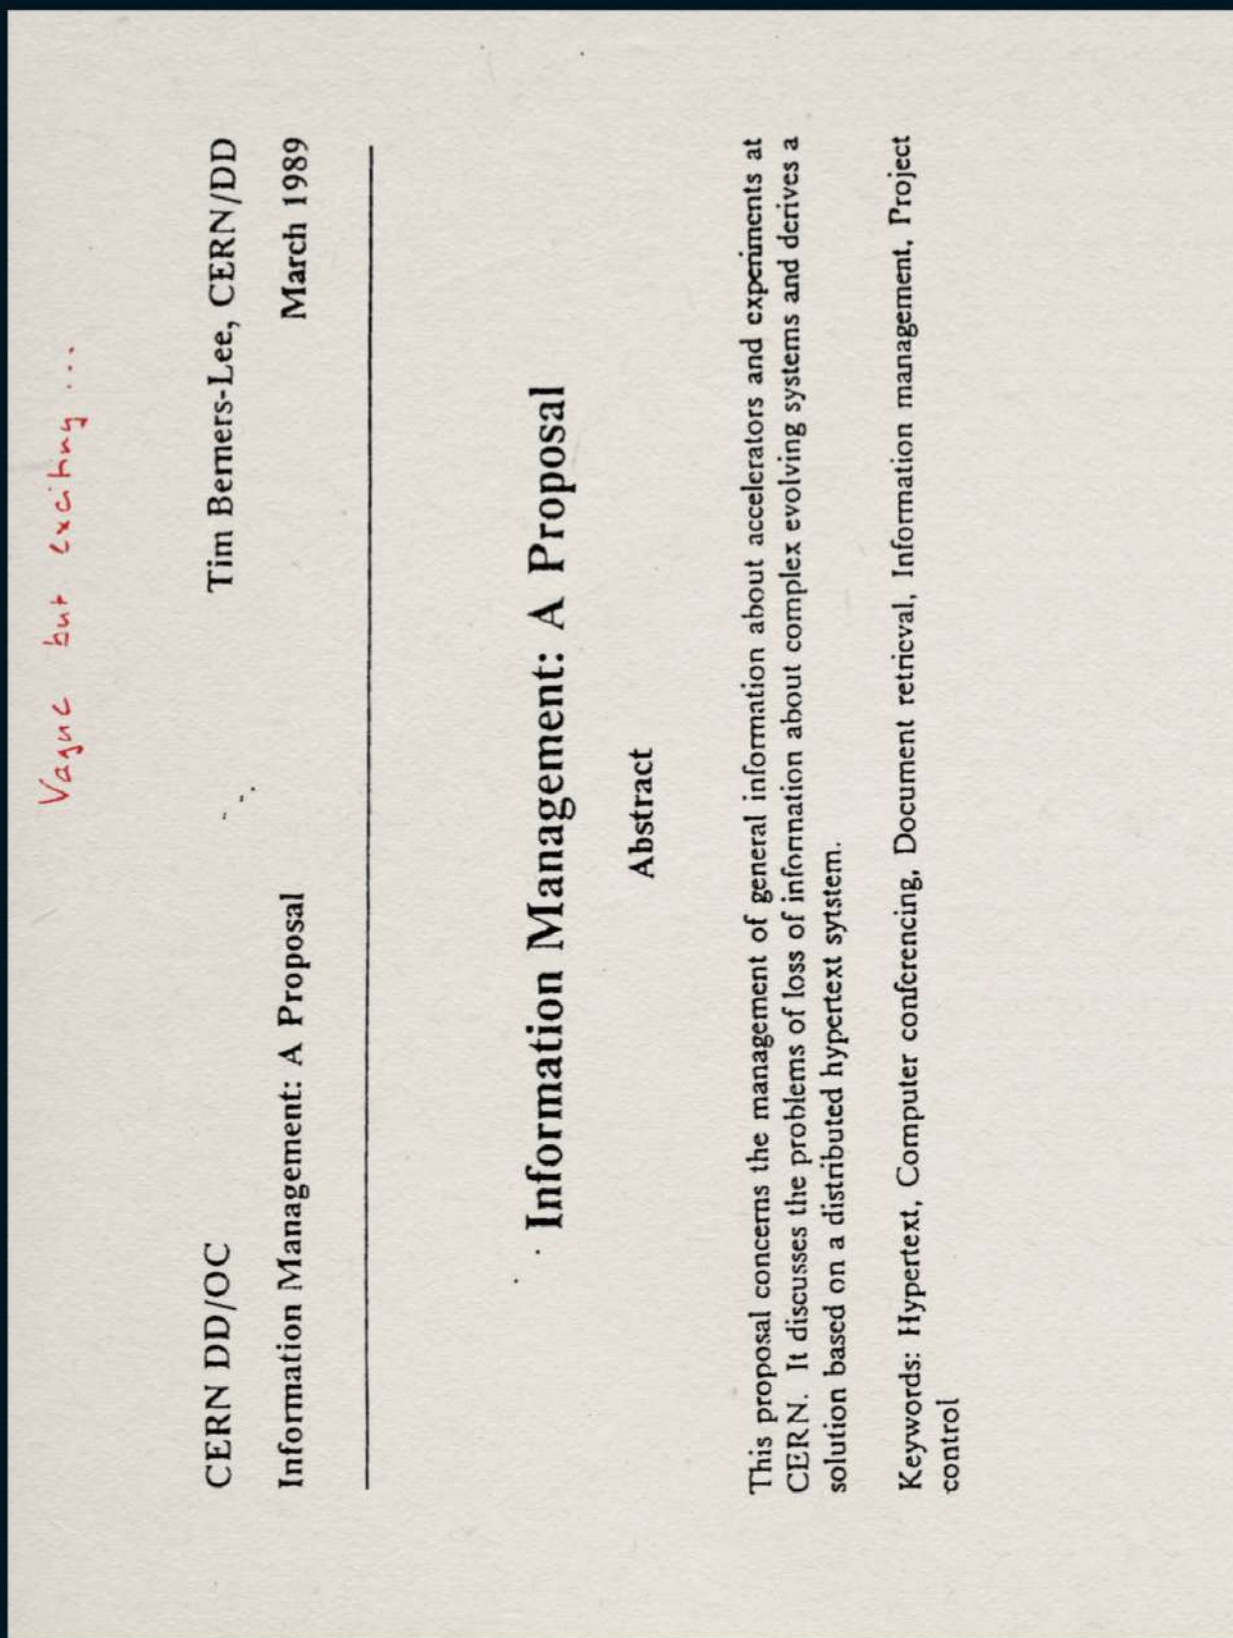 Vague but exciting ...
CERN DD/OC
Tim Berners-Lee, CERN/DD
Information Management: A Proposal
March 1989
Information Management: A Proposal
Abstract
This proposal concerns the management of general information about accelerators and experiments at
CERN. It discusses the problems of loss of information about complex evolving systems and derives a
solution based on a distributed hypertext sytstem.
Keywords: Hypertext, Computer conferencing, Document retrieval, Information management, Project
control